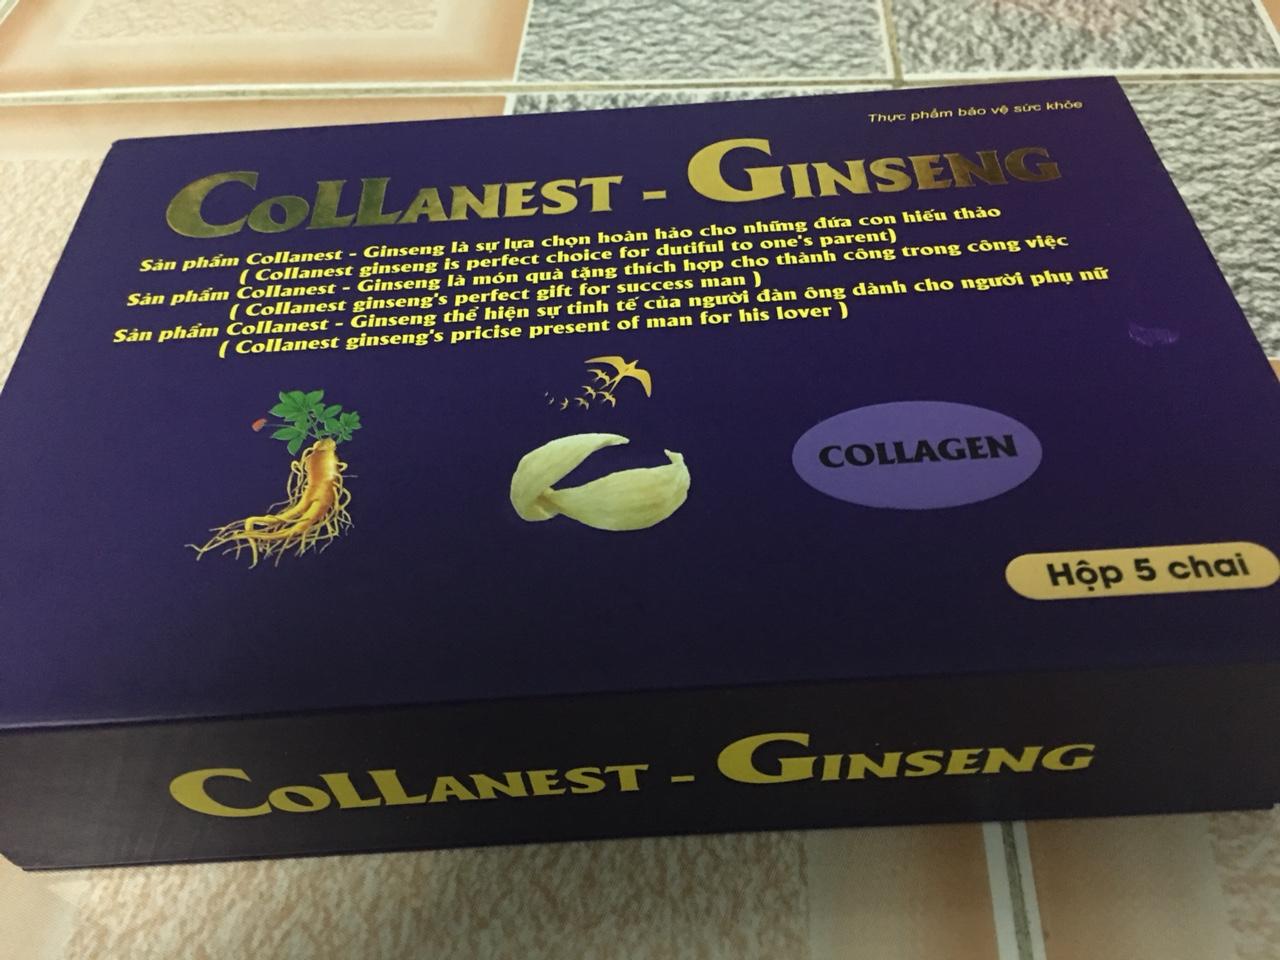 Thực phẩm bảo vệ sức khỏe
COLLANEST - GINSENG
Sản phẩm Collanest - Ginseng là sự lựa chọn hoàn hảo cho những đứa con hiếu thảo
( Collanest ginseng is perfect choice for dutiful to one's parent)
Sản phẩm Collanest - Ginseng là món quà tặng thích hợp cho thành công trong công việc
( Collanest ginseng's perfect gift for success man )
Sản phẩm Collanest - Ginseng thể hiện sự tinh tế của người đàn ông dành cho người phụ nữ
( Collanest ginseng's pricise present of man for his lover )
COLLAGEN
Hộp 5 chai
COLLANEST - GINSENG